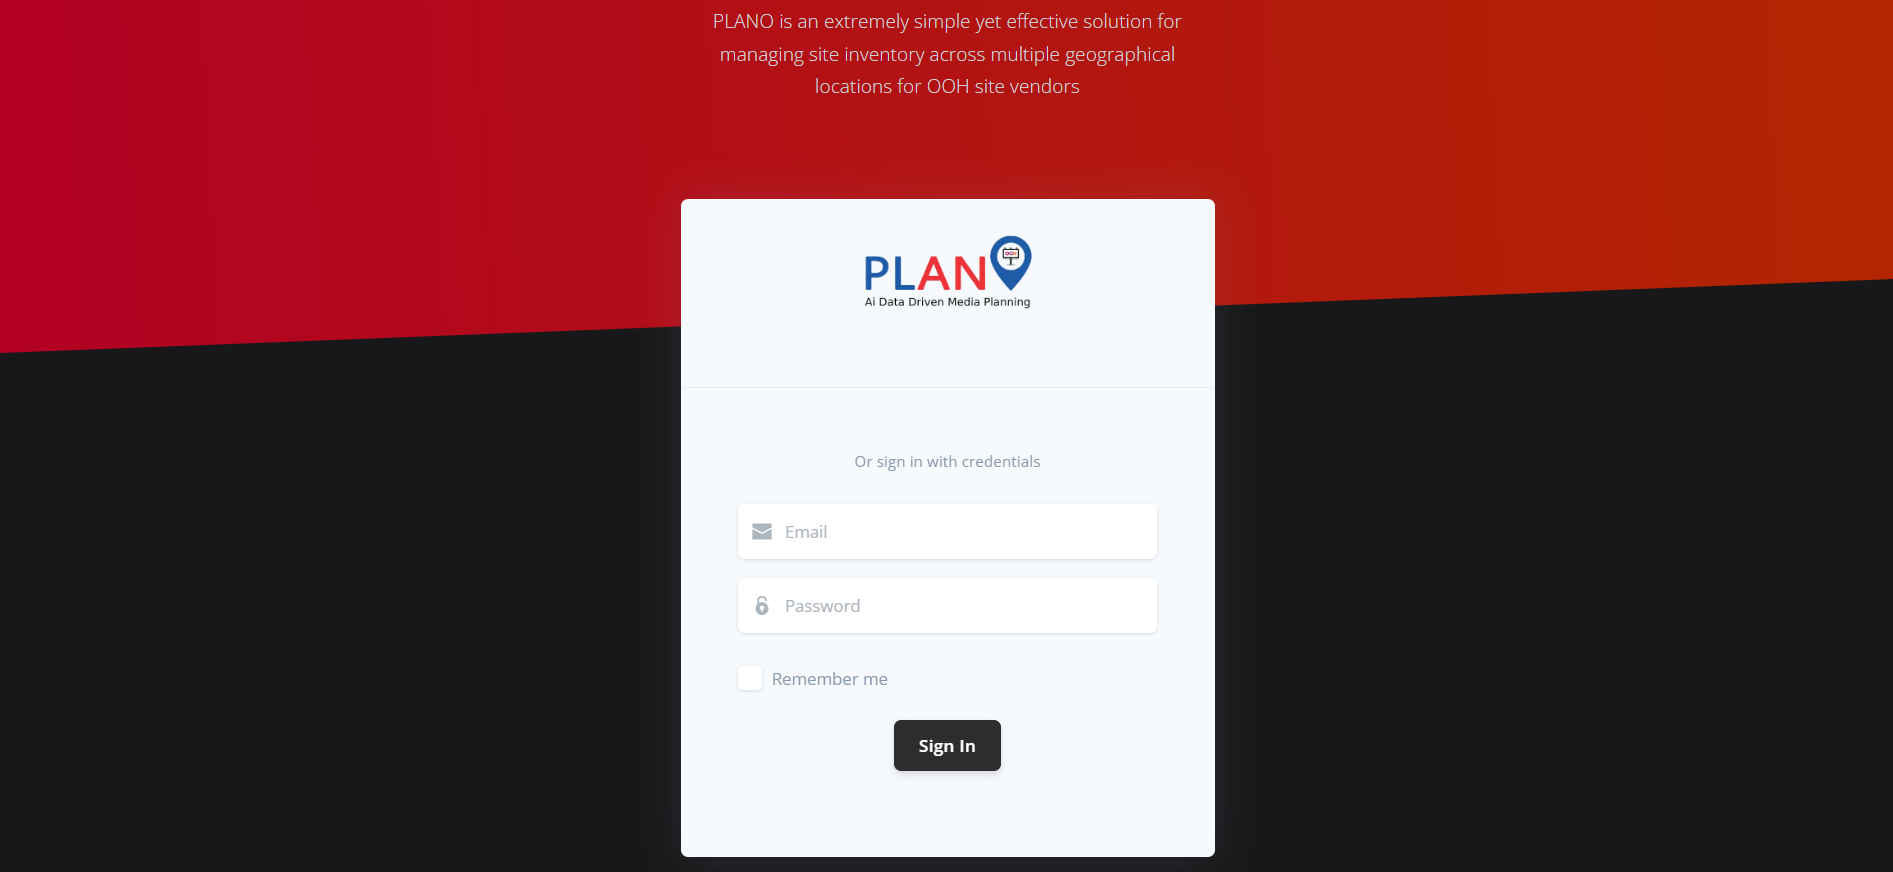 PLANO is an extremely simple yet effective solution for
managing site inventory across multiple geographical
locations for OOH site vendors
PLAN
OOH
Ai Data Driven Media Planning
Or sign in with credentials
Email
Password
Remember me
Sign In